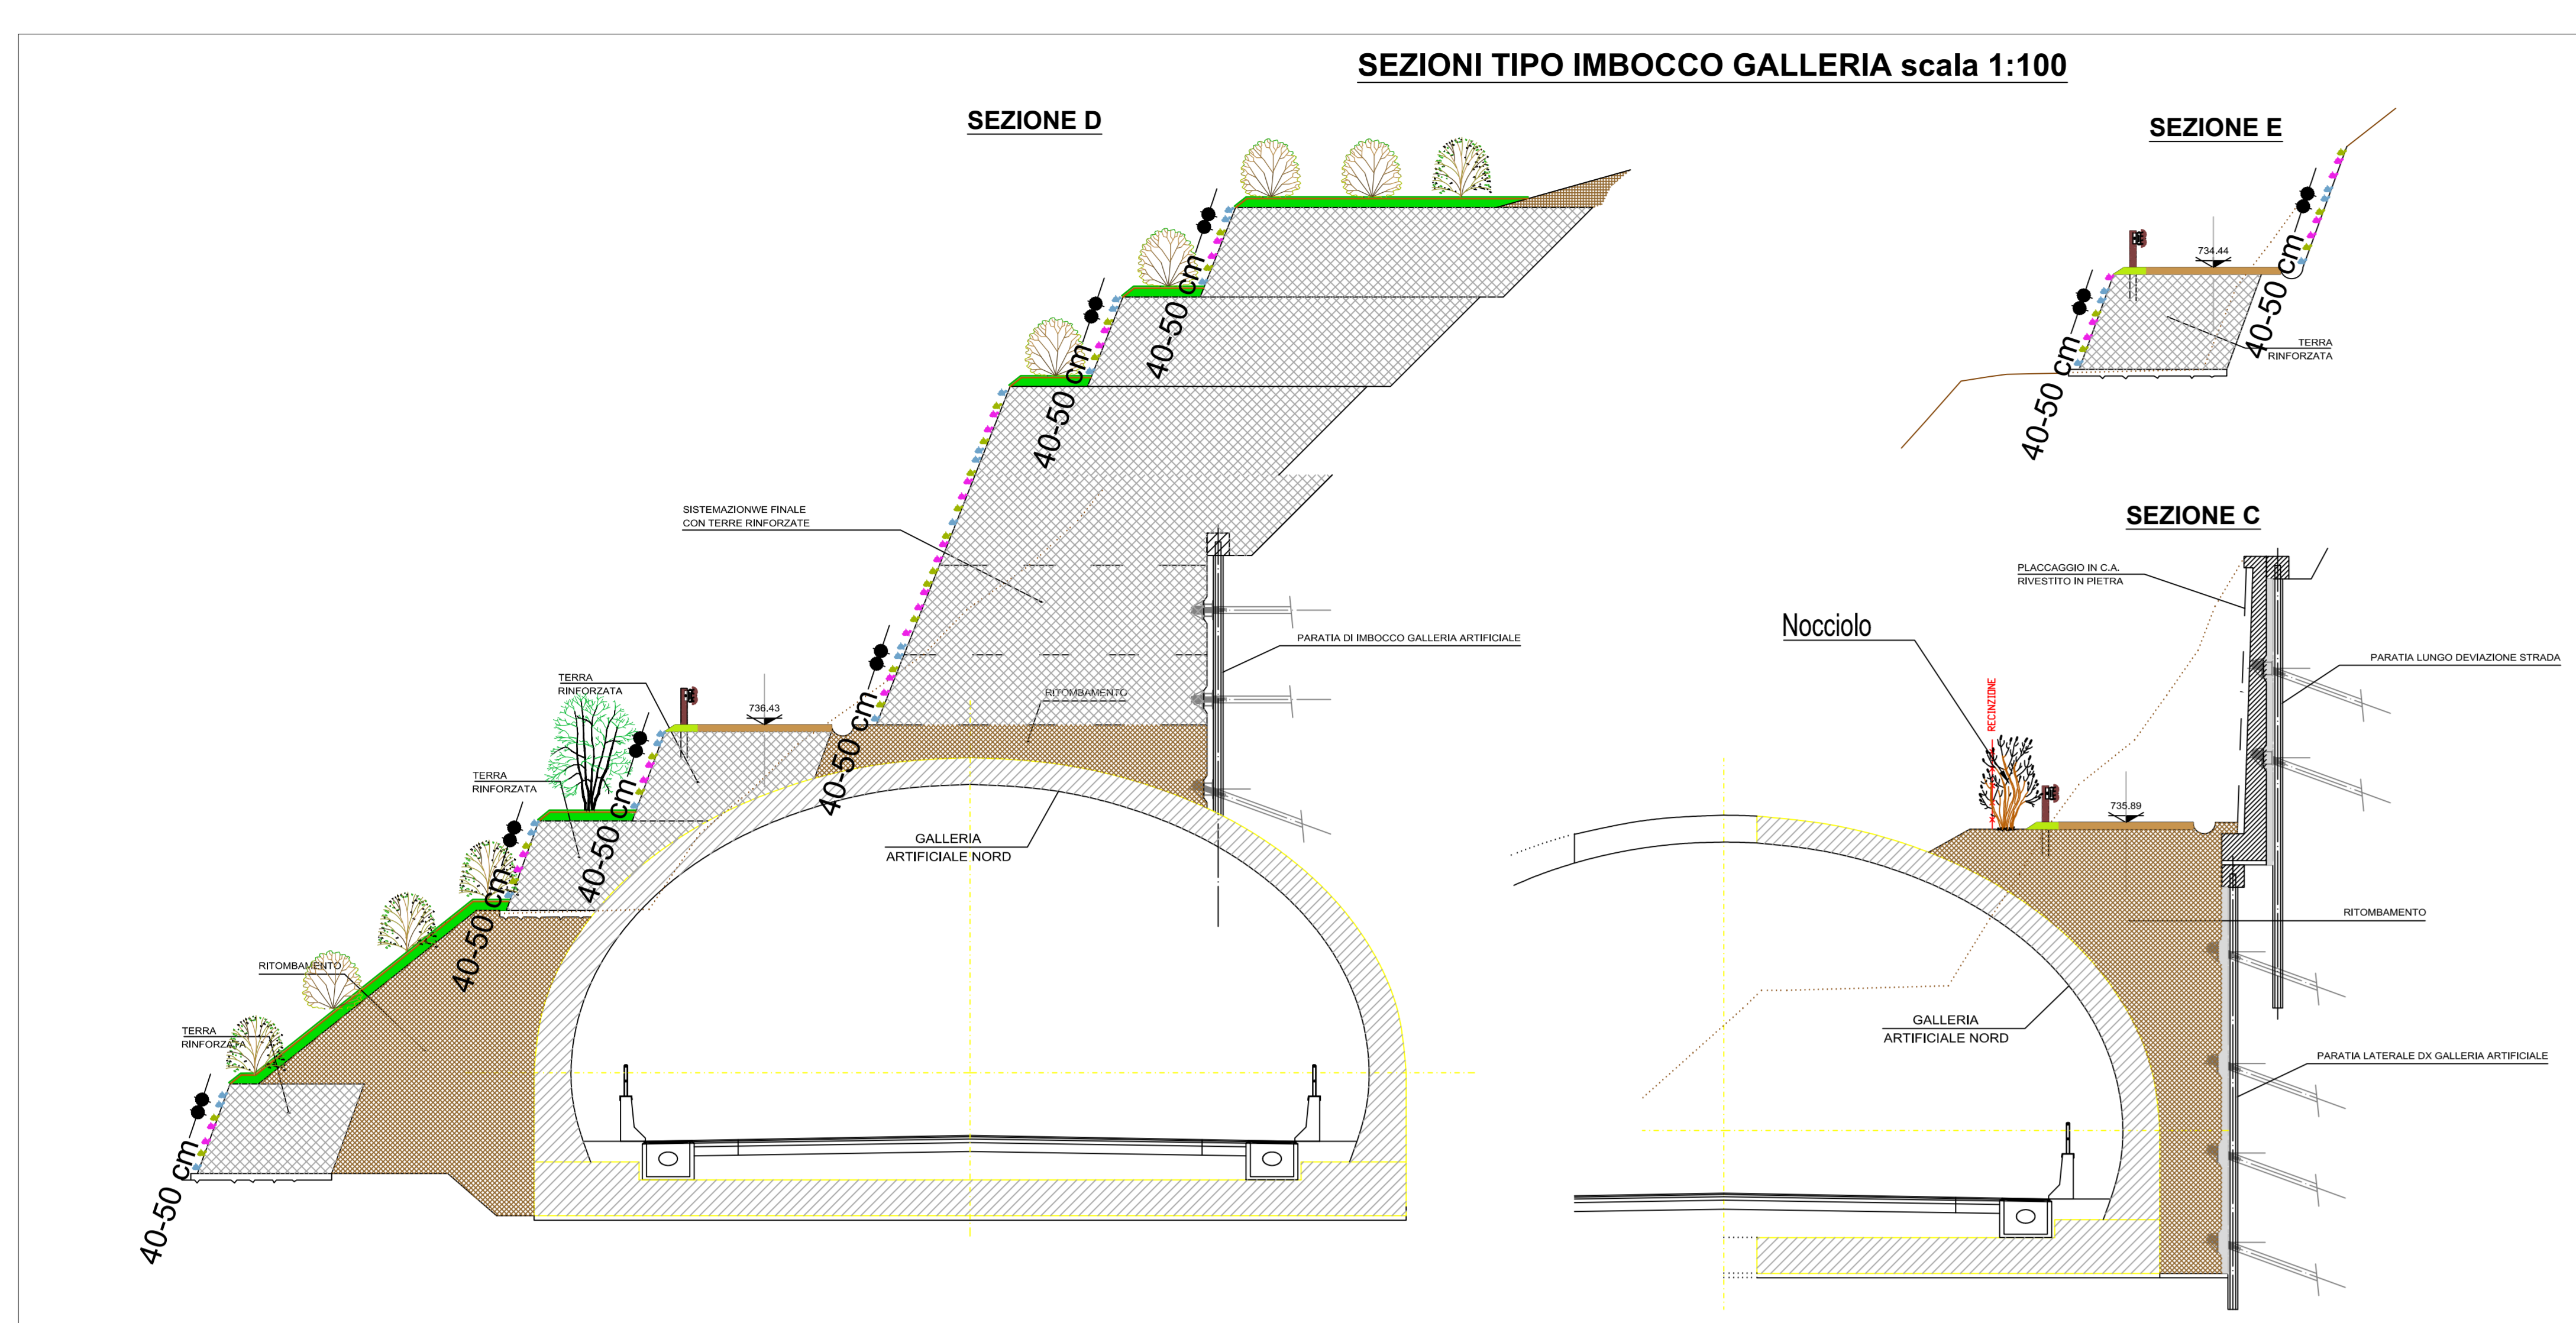 SEZIONI TIPO IMBOCCO GALLERIA scala 1:100
SEZIONE D
40-50 cm
40-50 cm
SISTEMAZIONWE FINALE
CON TERRE RINFORZATE
PARATIA DI IMBOCCO GALLERIA ARTIFICIALE
TERRA
RINFORZATA
RITOMBAMENTO
736.43
40-50 cm
TERRA
RINFORZATA
40-50 cm
GALLERIA
ARTIFICIALE NORD
40-50 cm
RITOMBAMENTO
TERRA
RINFORZATA
40-50 cm
SEZIONE E
734.44
40-50 cm
TERRA
RINFORZATA
40-50 cm
SEZIONE C
PLACCAGGIO IN C.A.
RIVESTITO IN PIETRA
Nocciolo
PARATIA LUNGO DEVIAZIONE STRADA
RECINZIONE
735.89
RITOMBAMENTO
GALLERIA
ARTIFICIALE NORD
PARATIA LATERALE DX GALLERIA ARTIFICIALE